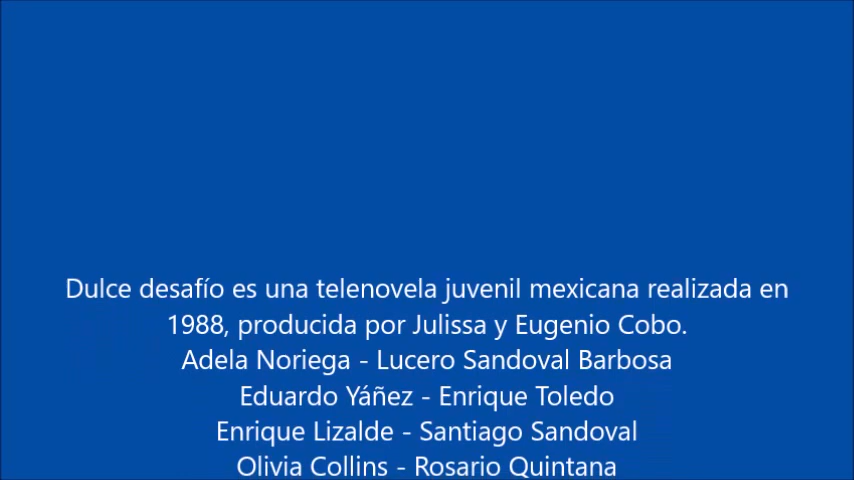 Dulce desafío es una telenovela juvenil mexicana realizada en
1988, producida por Julissa y Eugenio Cobo.
Adela Noriega - Lucero Sandoval Barbosa
Eduardo Yáñez - Enrique Toledo
Enrique Lizalde - Santiago Sandoval
Olivia Collins - Rosario Quintana